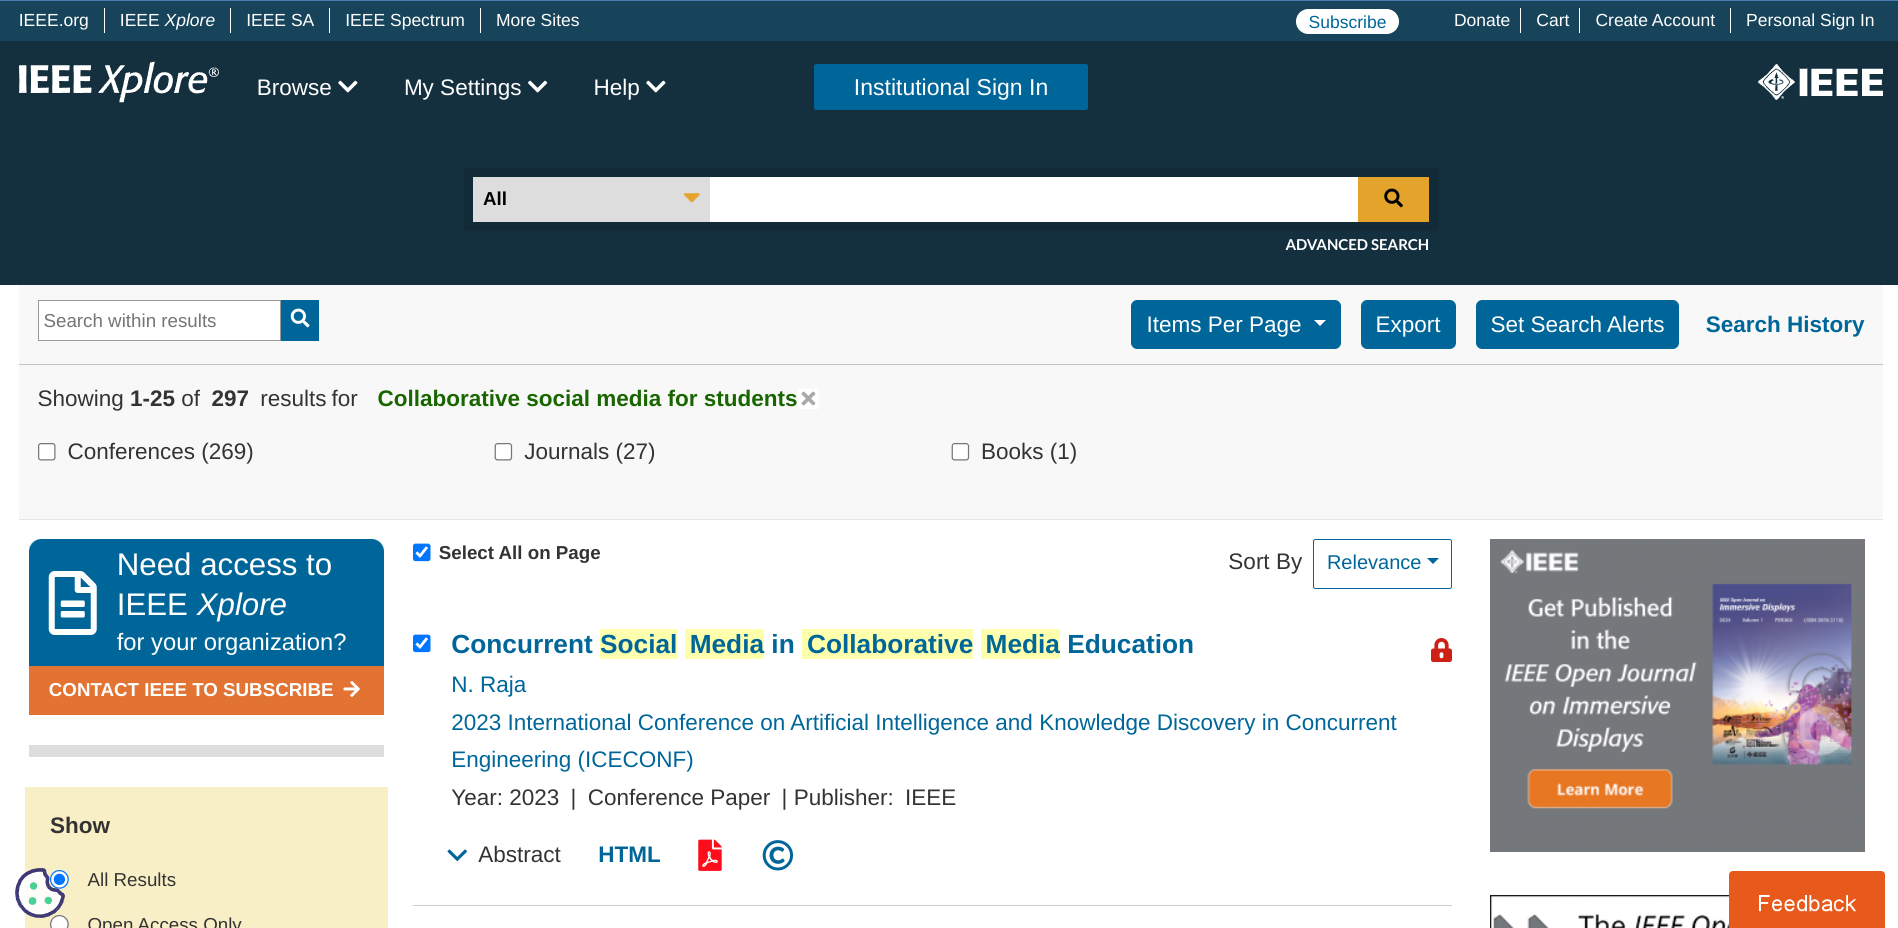 IEEE.org IEEE Xplore IEEE SA IEEE Spectrum More Sites Subscribe Donate Cart Create Account Personal Sign In
IEEE Xplore® Browse My Settings Help Institutional Sign In IEEE
All
ADVANCED SEARCH
Search within results Items Per Page Export Set Search Alerts Search History
Showing 1-25 of 297 results for Collaborative social media for students
Conferences (269) Journals (27) Books (1)
Need access to
IEEE Xplore
for your organization?
CONTACT IEEE TO SUBSCRIBE
Show
All Results
Open Access Only
Select All on Page Sort By Relevance
Concurrent Social Media in Collaborative Media Education
N. Raja
2023 International Conference on Artificial Intelligence and Knowledge Discovery in Concurrent
Engineering (ICECONF)
Year: 2023 | Conference Paper | Publisher: IEEE
Abstract HTML
IEEE
Get Published
in the
IEEE Open Journal
on Immersive
Displays
Learn More
IEEE Open Journal on
Immersive Displays
The IEEE Op
Feedback